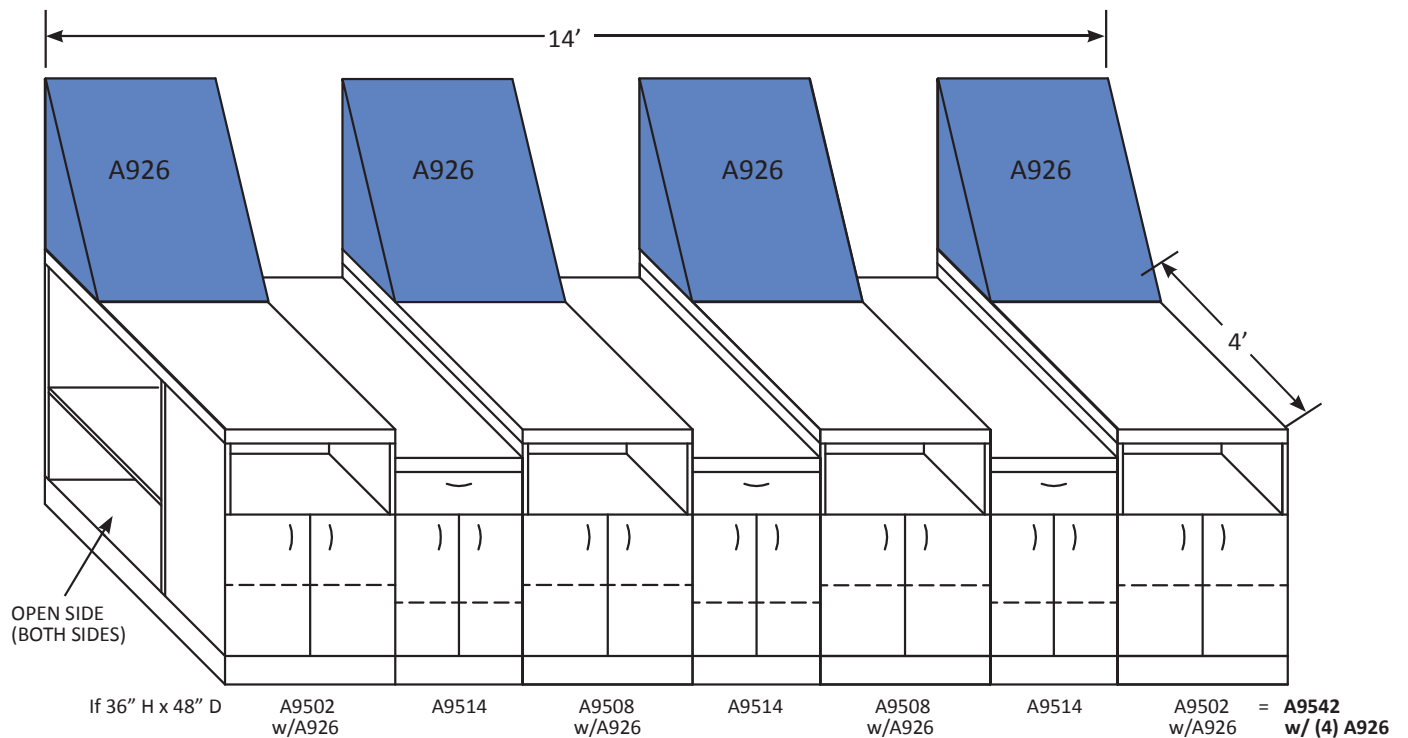 14’
A926
A926
A926
A926
4’
OPEN SIDE
(BOTH SIDES)
If 36” H x 48” D
A9502
w/A926
A9514
A9508
w/A926
A9514
A9508
w/A926
A9514
A9502
w/A926
= A9542
w/ (4) A926